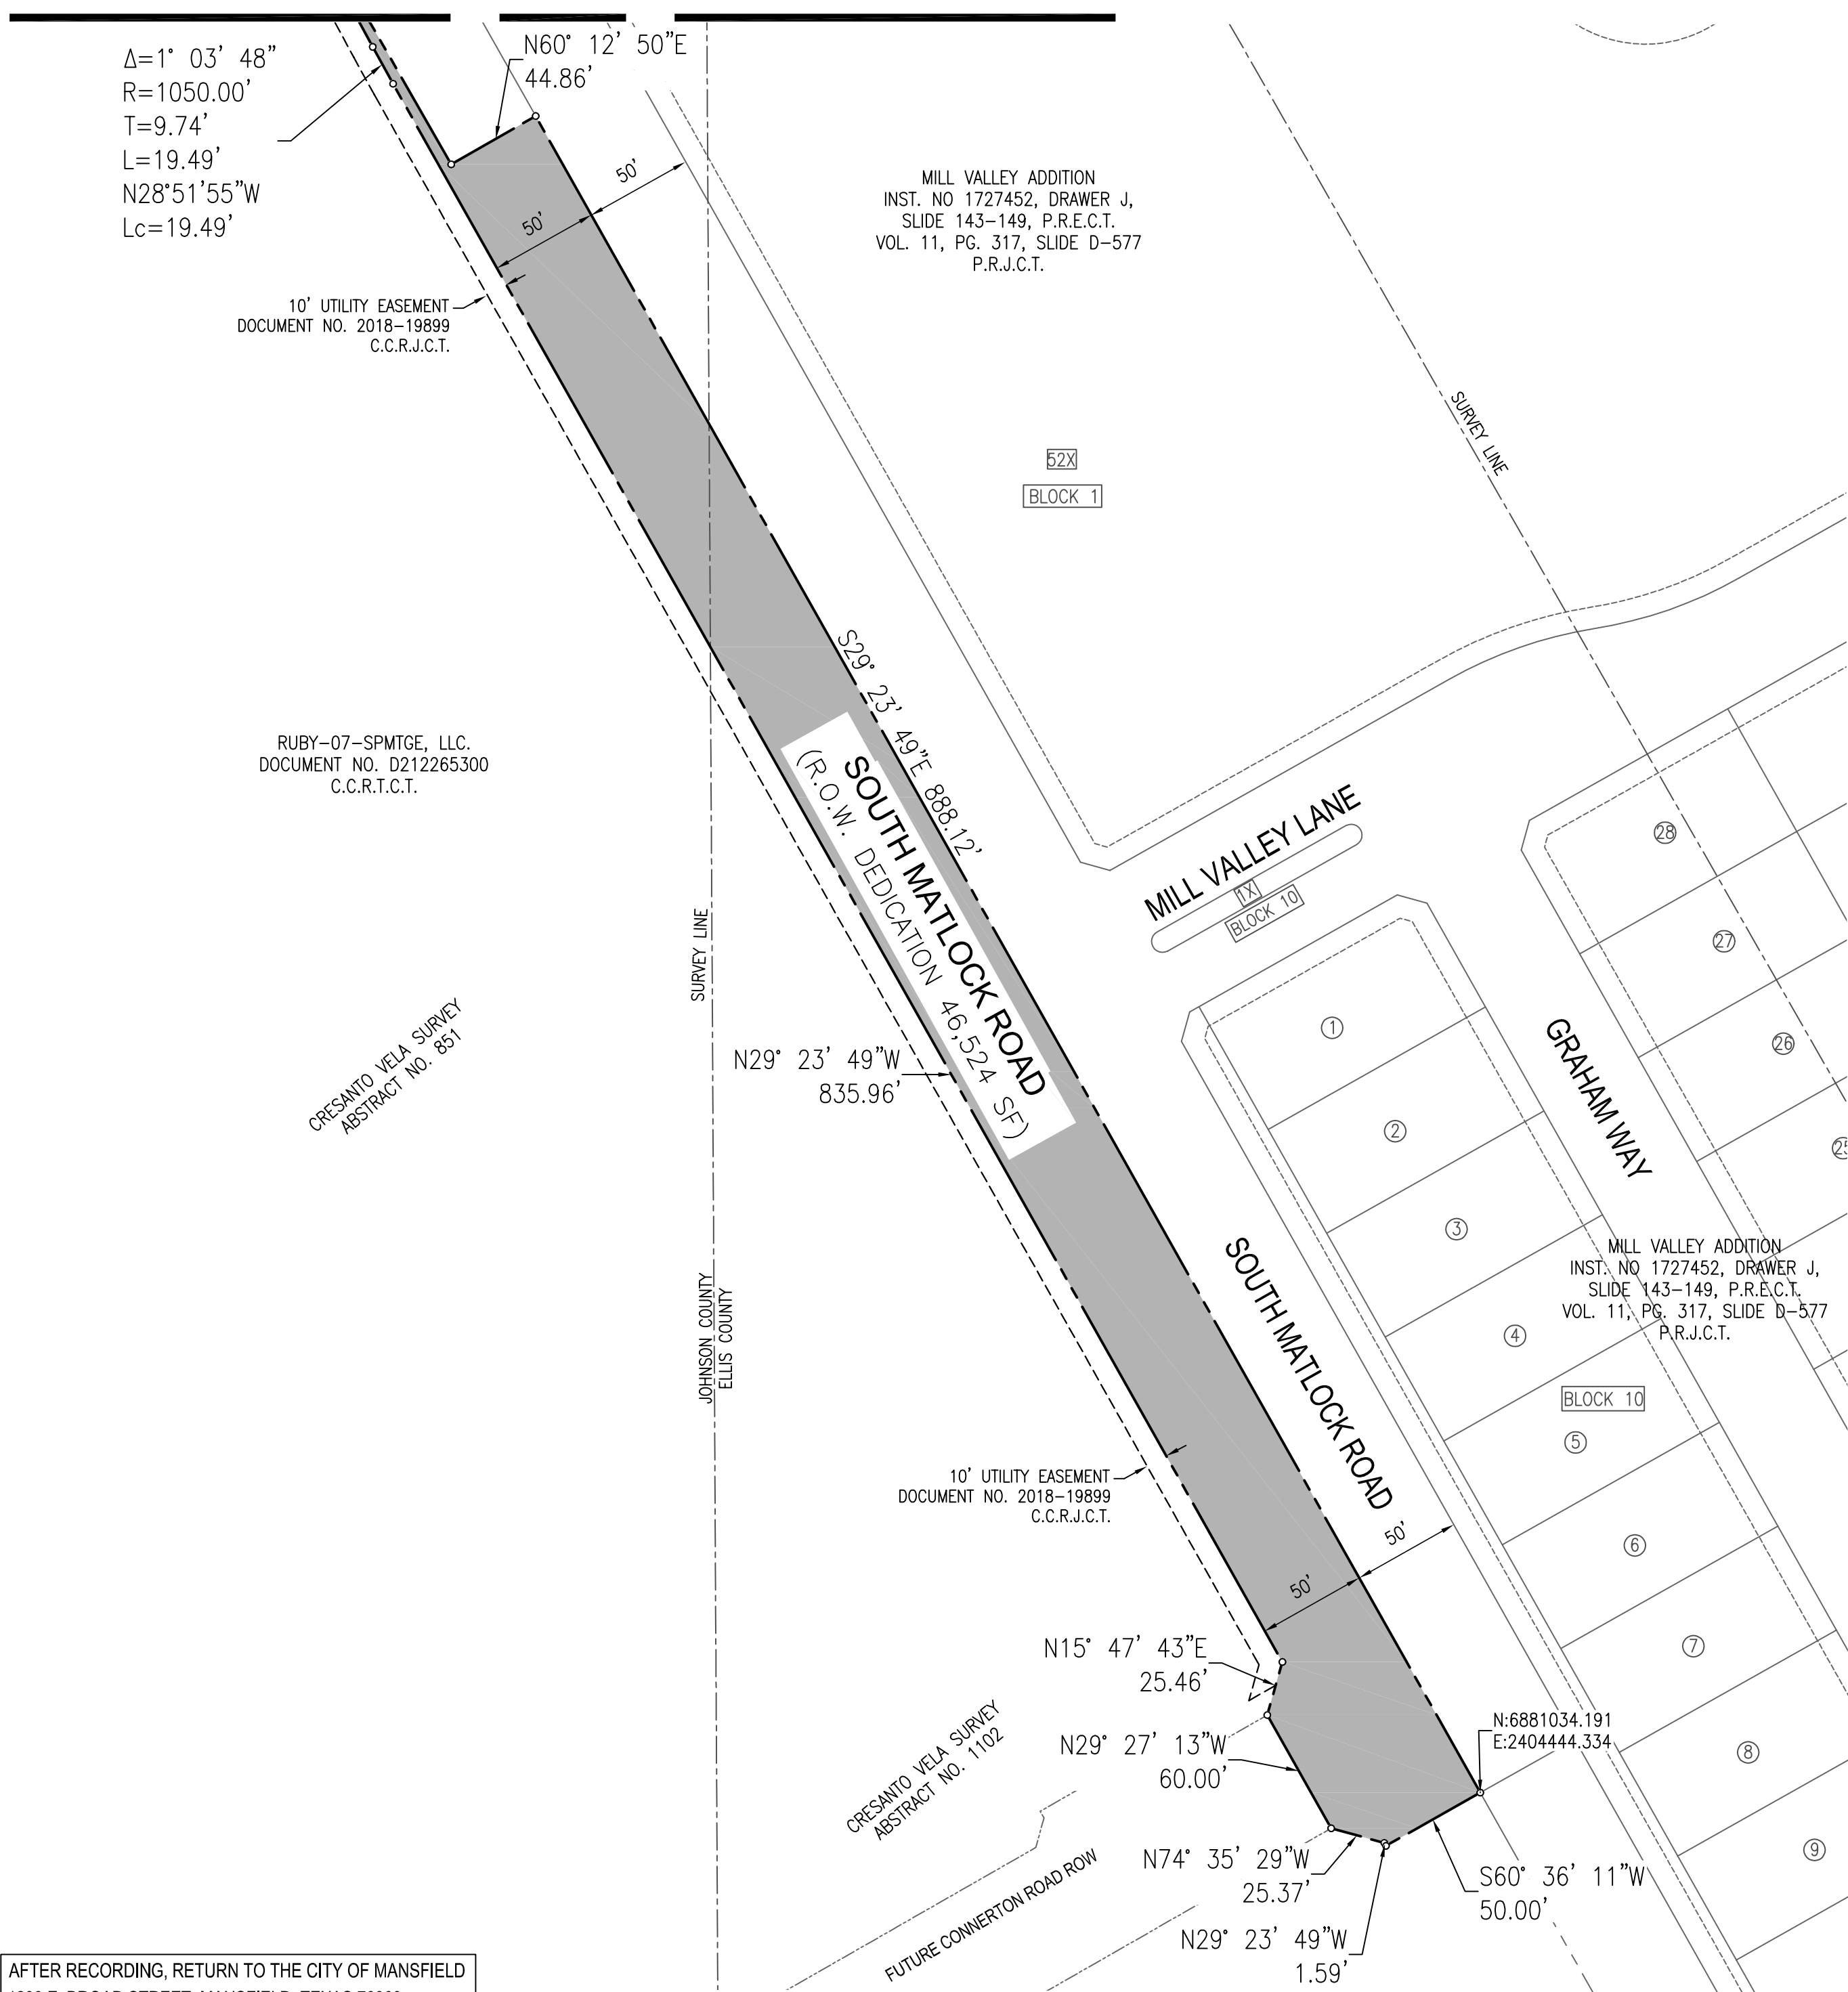 Δ=1° 03' 48"
R=1050.00'
T=9.74'
L=19.49'
N28°51'55"W
Lc=19.49'
N60° 12' 50"E
44.86'
50'
50'
MILL VALLEY ADDITION
INST. NO 1727452, DRAWER J,
SLIDE 143-149, P.R.E.C.T.
VOL. 11, PG. 317, SLIDE D-577
P.R.J.C.T.
10' UTILITY EASEMENT
DOCUMENT NO. 2018-19899
C.C.R.J.C.T.
SURVEY LINE
52X
BLOCK 1
RUBY-07-SPMTGE, LLC.
DOCUMENT NO. D212265300
C.C.R.T.C.T.
S29° 23' 49"E 888.12'
SOUTH MATLOCK ROAD
(R.O.W. DEDICATION 46,524 SF)
MILL VALLEY LANE
1X
BLOCK 10
28
27
26
25
SURVEY LINE
CRESANTO VELA SURVEY
ABSTRACT NO. 851
N29° 23' 49"W
835.96'
1
2
3
4
5
6
7
8
9
GRAHAM WAY
SOUTH MATLOCK ROAD
MILL VALLEY ADDITION
INST. NO 1727452, DRAWER J,
SLIDE 143-149, P.R.E.C.T.
VOL. 11, PG. 317, SLIDE D-577
P.R.J.C.T.
BLOCK 10
JOHNSON COUNTY
ELLIS COUNTY
10' UTILITY EASEMENT
DOCUMENT NO. 2018-19899
C.C.R.J.C.T.
50'
50'
N15° 47' 43"E
25.46'
N:6881034.191
E:2404444.334
N29° 27' 13"W
60.00'
CRESANTO VELA SURVEY
ABSTRACT NO. 1102
N74° 35' 29"W
25.37'
S60° 36' 11"W
50.00'
N29° 23' 49"W
1.59'
FUTURE CONNERTON ROAD ROW
AFTER RECORDING, RETURN TO THE CITY OF MANSFIELD